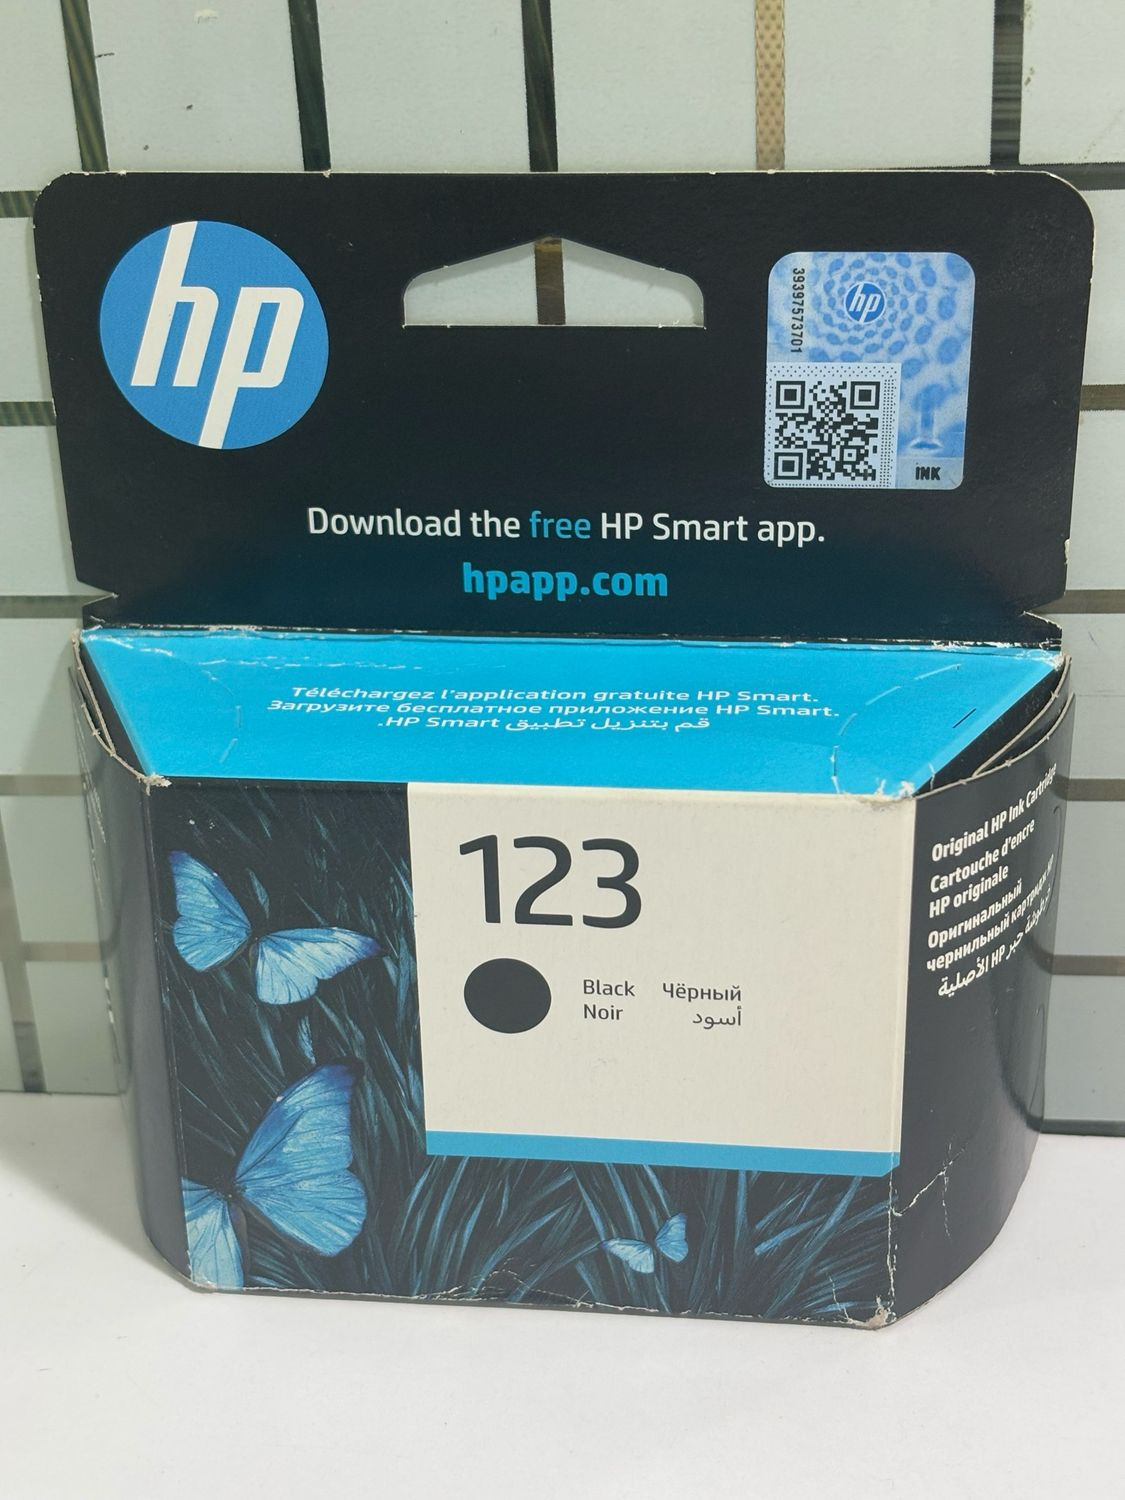 hp
39397573701
hp
INK
Download the free HP Smart app.
hpapp.com
Téléchargez l'application gratuite HP Smart.
Загрузите бесплатное приложение HP Smart.
قم بتنزيل تطبيق HP Smart.
123
Black Чёрный
Noir أسود
Original HP Ink Cartridge
Cartouche d'encre
HP originale
Оригинальный
чернильный картридж HP
خرطوشة حبر HP الأصلية